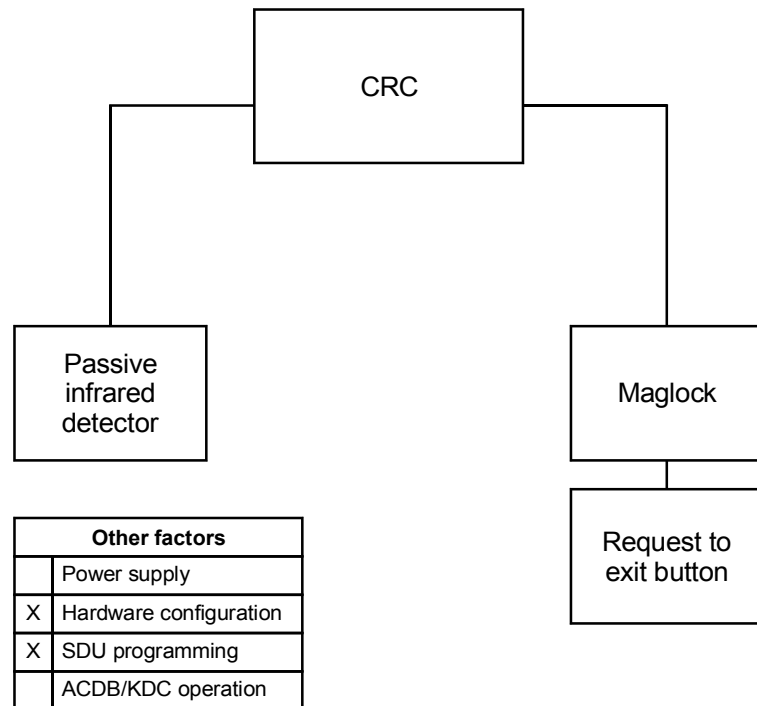 CRC
Passive
infrared
detector
Maglock
Request to
exit button
Other factors
Power supply
X Hardware configuration
X SDU programming
ACDB/KDC operation